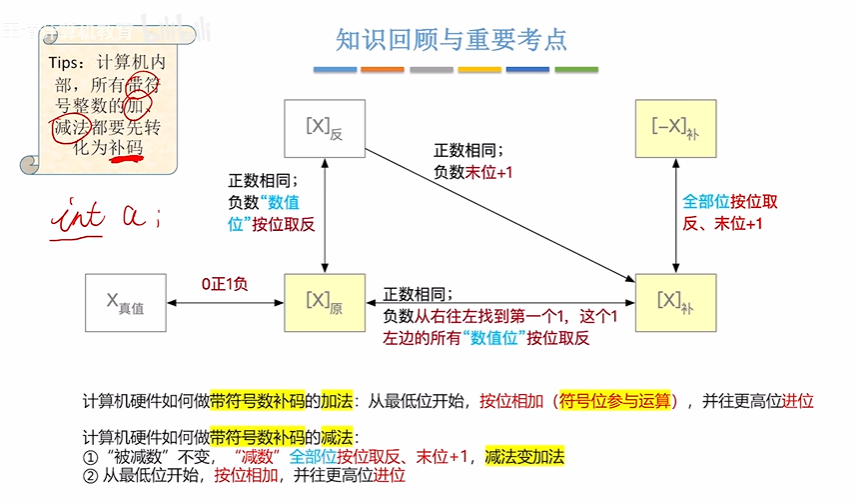 王道计算机教育
bilibili
知识回顾与重要考点
Tips：计算机内
部，所有带符
号整数的加、
减法都要先转
化为补码
int a ;
[X]反
[−X]补
正数相同；
负数末位+1
正数相同；
负数“数值
位”按位取反
全部位按位取
反、末位+1
X真值
0正1负
[X]原
正数相同；
负数从右往左找到第一个1，这个1
左边的所有“数值位”按位取反
[X]补
计算机硬件如何做带符号数补码的加法：从最低位开始，按位相加（符号位参与运算），并往更高位进位
计算机硬件如何做带符号数补码的减法：
①“被减数”不变，“减数”全部位按位取反、末位+1，减法变加法
② 从最低位开始，按位相加，并往更高位进位